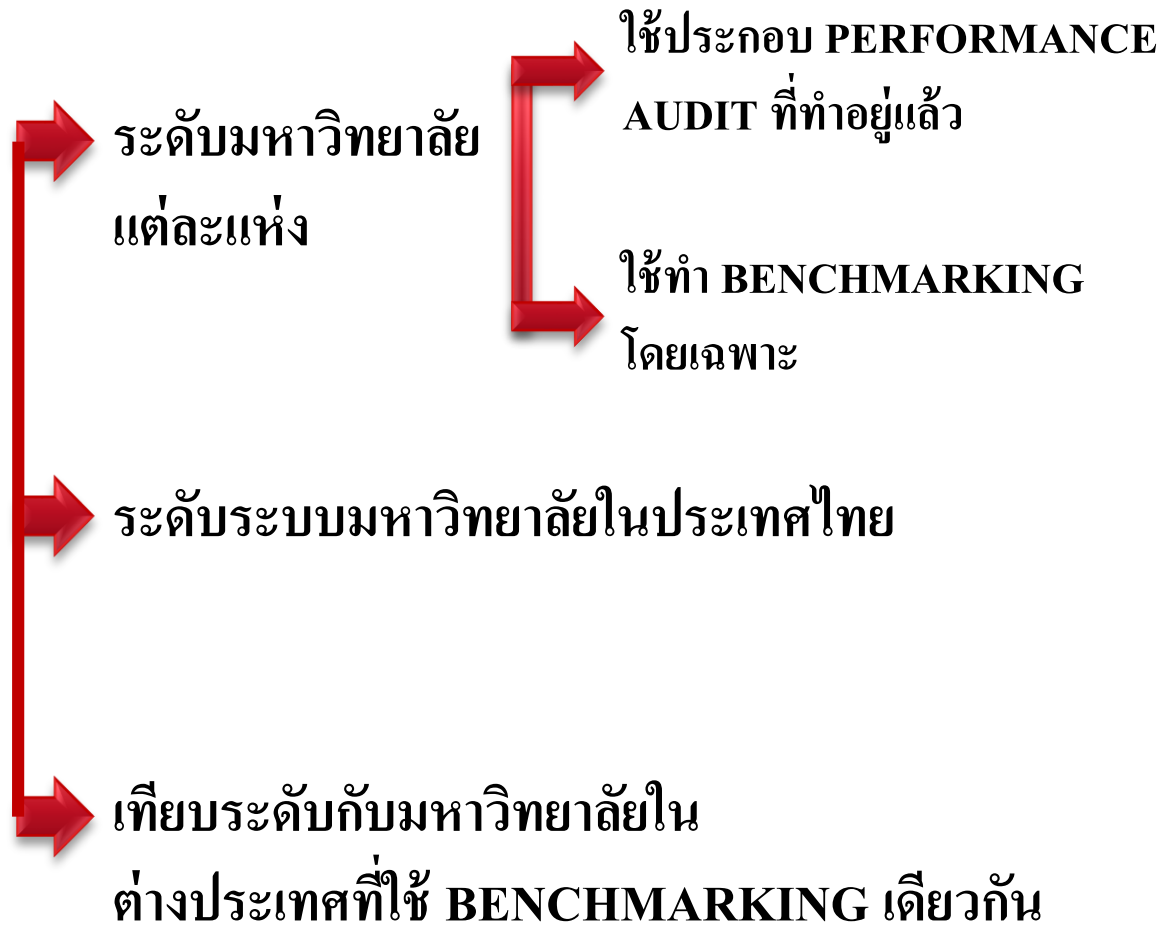 ระดับมหาวิทยาลัย
แต่ละแห่ง
ใช้ประกอบ PERFORMANCE
AUDIT ที่ทำอยู่แล้ว
ใช้ทำ BENCHMARKING
โดยเฉพาะ
ระดับระบบมหาวิทยาลัยในประเทศไทย
เทียบระดับกับมหาวิทยาลัยใน
ต่างประเทศที่ใช้ BENCHMARKING เดียวกัน